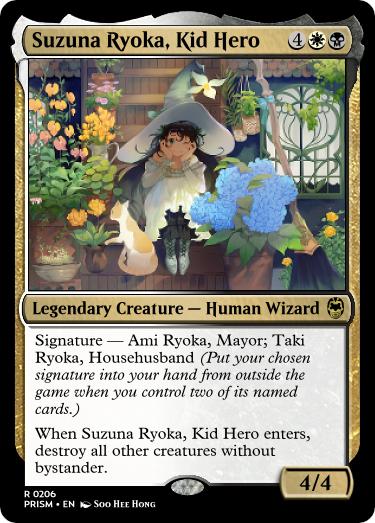 Suzuna Ryoka, Kid Hero 4
Legendary Creature — Human Wizard
Signature — Ami Ryoka, Mayor; Taki
Ryoka, Househusband (Put your chosen
signature into your hand from outside
the game when you control two of its named
cards.)
When Suzuna Ryoka, Kid Hero enters,
destroy all other creatures without
bystander.
4/4
R 0206
PRISM • EN Soo Hee Hong